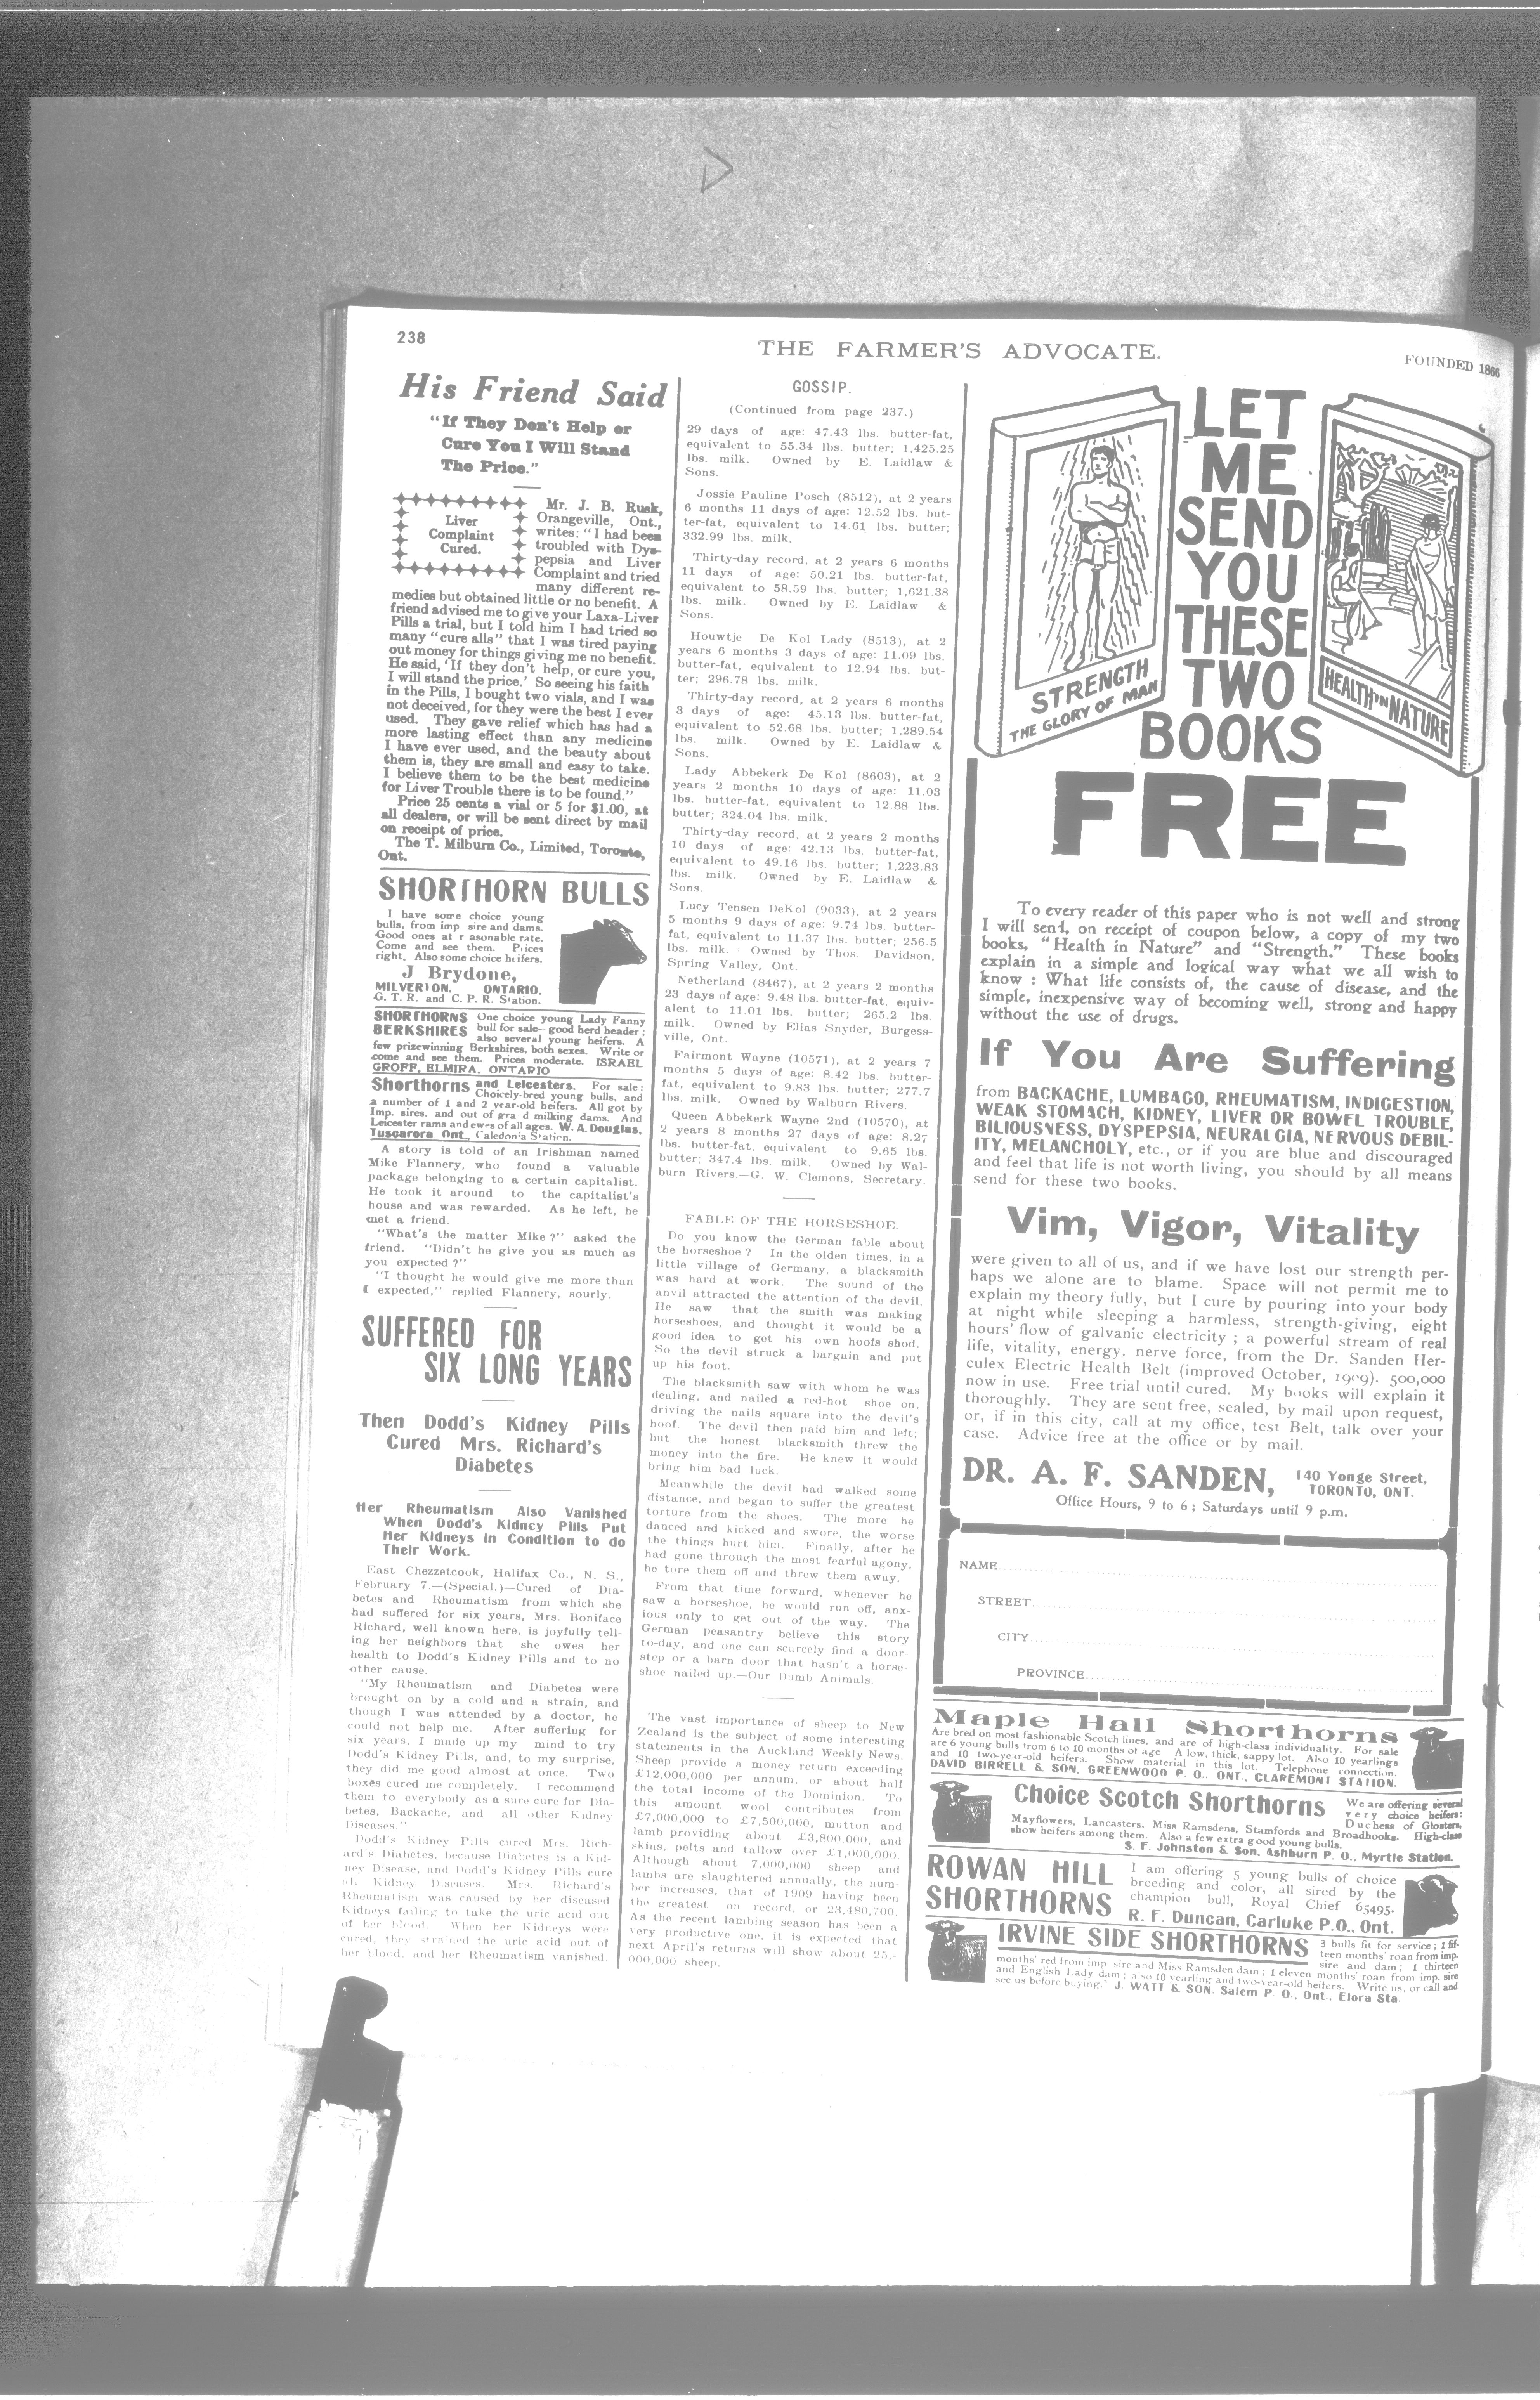 238
THE FARMER'S ADVOCATE.
FOUNDED 1866
His Friend Said
"If They Don't Help or
Cure You I Will Stand
The Price."
Liver
Complaint
Cured.
Mr. J. B. Rusk,
Orangeville, Ont.,
writes: "I had been
troubled with Dys-
pepsia and Liver
Complaint and tried
many different re-
medies but obtained little or no benefit. A
friend advised me to give your Laxa-Liver
Pills a trial, but I told him I had tried so
many "cure alls" that I was tired paying
out money for things giving me no benefit.
He said, 'If they don't help, or cure you,
I will stand the price.' So seeing his faith
in the Pills, I bought two vials, and I was
not deceived, for they were the best I ever
used. They gave relief which has had a
more lasting effect than any medicine
I have ever used, and the beauty about
them is, they are small and easy to take.
I believe them to be the best medicine
for Liver Trouble there is to be found."
Price 25 cents a vial or 5 for $1.00, at
all dealers, or will be sent direct by mail
on receipt of price.
The T. Milburn Co., Limited, Toronto,
Ont.
SHORTHORN BULLS
I have some choice young
bulls, from imp sire and dams.
Good ones at r asonable rate.
Come and see them. Prices
right. Also some choice heifers.
J Brydone,
MILVERION, ONTARIO.
G. T. R. and C. P. R. Station.
SHORTHORNS
BERKSHIRES
One choice young Lady Fanny
bull for sale—good herd header;
also several young heifers. A
few prizewinning Berkshires, both sexes. Write or
come and see them. Prices moderate. ISRAEL
GROFF, ELMIRA, ONTARIO
Shorthorns and Leicesters. For sale:
Choicely-bred young bulls, and
a number of 1 and 2 year-old heifers. All got by
Imp. sires, and out of gra d milking dams. And
Leicester rams and ewes of all ages. W. A. Douglas,
Tuscarora Ont., Caledonia Station.
A story is told of an Irishman named
Mike Flannery, who found a valuable
package belonging to a certain capitalist.
He took it around to the capitalist's
house and was rewarded. As he left, he
met a friend.
"What's the matter Mike?" asked the
friend. "Didn't he give you as much as
you expected?"
"I thought he would give me more than
I expected," replied Flannery, sourly.
SUFFERED FOR
SIX LONG YEARS
Then Dodd's Kidney Pills
Cured Mrs. Richard's
Diabetes
Her Rheumatism Also Vanished
When Dodd's Kidney Pills Put
Her Kidneys in Condition to do
Their Work.
East Chezzetcook, Halifax Co., N. S.,
February 7.—(Special.)—Cured of Dia-
betes and Rheumatism from which she
had suffered for six years, Mrs. Boniface
Richard, well known here, is joyfully tell-
ing her neighbors that she owes her
health to Dodd's Kidney Pills and to no
other cause.
"My Rheumatism and Diabetes were
brought on by a cold and a strain, and
though I was attended by a doctor, he
could not help me. After suffering for
six years, I made up my mind to try
Dodd's Kidney Pills, and, to my surprise,
they did me good almost at once. Two
boxes cured me completely. I recommend
them to everybody as a sure cure for Dia-
betes, Backache, and all other Kidney
Diseases."
Dodd's Kidney Pills cured Mrs. Rich-
ard's Diabetes, because Diabetes is a Kid-
ney Disease, and Dodd's Kidney Pills cure
all Kidney Diseases. Mrs. Richard's
Rheumatism was caused by her diseased
Kidneys failing to take the uric acid out
of her blood. When her Kidneys were
cured, they strained the uric acid out of
her blood, and her Rheumatism vanished.
GOSSIP.
(Continued from page 237.)
29 days of age: 47.43 lbs. butter-fat,
equivalent to 55.34 lbs. butter; 1,425.25
lbs. milk. Owned by E. Laidlaw &
Sons.
Jossie Pauline Posch (8512), at 2 years
6 months 11 days of age: 12.52 lbs. but-
ter-fat, equivalent to 14.61 lbs. butter;
332.99 lbs. milk.
Thirty-day record, at 2 years 6 months
11 days of age: 50.21 lbs. butter-fat,
equivalent to 58.59 lbs. butter; 1,621.38
lbs. milk. Owned by E. Laidlaw &
Sons.
Houwtje De Kol Lady (8513), at 2
years 6 months 3 days of age: 11.09 lbs.
butter-fat, equivalent to 12.94 lbs. but-
ter; 296.78 lbs. milk.
Thirty-day record, at 2 years 6 months
3 days of age: 45.13 lbs. butter-fat,
equivalent to 52.68 lbs. butter; 1,289.54
lbs. milk. Owned by E. Laidlaw &
Sons.
Lady Abbekerk De Kol (8603), at 2
years 2 months 10 days of age: 11.03
lbs. butter-fat, equivalent to 12.88 lbs.
butter; 324.04 lbs. milk.
Thirty-day record, at 2 years 2 months
10 days of age: 42.13 lbs. butter-fat,
equivalent to 49.16 lbs. butter; 1,223.83
lbs. milk. Owned by E. Laidlaw &
Sons.
Lucy Tensen DeKol (9033), at 2 years
5 months 9 days of age: 9.74 lbs. butter-
fat, equivalent to 11.37 lbs. butter; 256.5
lbs. milk. Owned by Thos. Davidson,
Spring Valley, Ont.
Netherland (8467), at 2 years 2 months
23 days of age: 9.48 lbs. butter-fat, equiv-
alent to 11.01 lbs. butter; 265.2 lbs.
milk. Owned by Elias Snyder, Burgess-
ville, Ont.
Fairmont Wayne (10571), at 2 years 7
months 5 days of age: 8.42 lbs. butter-
fat, equivalent to 9.83 lbs. butter; 277.7
lbs. milk. Owned by Walburn Rivers.
Queen Abbekerk Wayne 2nd (10570), at
2 years 8 months 27 days of age: 8.27
lbs. butter-fat, equivalent to 9.65 lbs.
butter; 347.4 lbs. milk. Owned by Wal-
burn Rivers.—G. W. Clemons, Secretary.
FABLE OF THE HORSESHOE.
Do you know the German fable about
the horseshoe? In the olden times, in a
little village of Germany, a blacksmith
was hard at work. The sound of the
anvil attracted the attention of the devil.
He saw that the smith was making
horseshoes, and thought it would be a
good idea to get his own hoofs shod.
So the devil struck a bargain and put
up his foot.
The blacksmith saw with whom he was
dealing, and nailed a red-hot shoe on,
driving the nails square into the devil's
hoof. The devil then paid him and left;
but the honest blacksmith threw the
money into the fire. He knew it would
bring him bad luck.
Meanwhile the devil had walked some
distance, and began to suffer the greatest
torture from the shoes. The more he
danced and kicked and swore, the worse
the things hurt him. Finally, after he
had gone through the most fearful agony,
he tore them off and threw them away.
From that time forward, whenever he
saw a horseshoe, he would run off, anx-
ious only to get out of the way. The
German peasantry believe this story
to-day, and one can scarcely find a door-
step or a barn door that hasn't a horse-
shoe nailed up.—Our Dumb Animals.
The vast importance of sheep to New
Zealand is the subject of some interesting
statements in the Auckland Weekly News.
Sheep provide a money return exceeding
£12,000,000 per annum, or about half
the total income of the Dominion. To
this amount wool contributes from
£7,000,000 to £7,500,000, mutton and
lamb providing about £3,800,000, and
skins, pelts and tallow over £1,000,000.
Although about 7,000,000 sheep and
lambs are slaughtered annually, the num-
ber increases, that of 1909 having been
the greatest on record, or 23,480,700.
As the recent lambing season has been a
very productive one, it is expected that
next April's returns will show about 25,-
000,000 sheep.
LET
ME
SEND
YOU
THESE
TWO
BOOKS
FREE
STRENGTH
THE GLORY OF MAN
HEALTH IN NATURE
To every reader of this paper who is not well and strong
I will send, on receipt of coupon below, a copy of my two
books, "Health in Nature" and "Strength." These books
explain in a simple and logical way what we all wish to
know: What life consists of, the cause of disease, and the
simple, inexpensive way of becoming well, strong and happy
without the use of drugs.
If You Are Suffering
from BACKACHE, LUMBAGO, RHEUMATISM, INDIGESTION,
WEAK STOMACH, KIDNEY, LIVER OR BOWEL TROUBLE,
BILIOUSNESS, DYSPEPSIA, NEURALGIA, NERVOUS DEBIL-
ITY, MELANCHOLY, etc., or if you are blue and discouraged
and feel that life is not worth living, you should by all means
send for these two books.
Vim, Vigor, Vitality
were given to all of us, and if we have lost our strength per-
haps we alone are to blame. Space will not permit me to
explain my theory fully, but I cure by pouring into your body
at night while sleeping a harmless, strength-giving, eight
hours' flow of galvanic electricity; a powerful stream of real
life, vitality, energy, nerve force, from the Dr. Sanden Her-
culex Electric Health Belt (improved October, 1909). 500,000
now in use. Free trial until cured. My books will explain it
thoroughly. They are sent free, sealed, by mail upon request,
or, if in this city, call at my office, test Belt, talk over your
case. Advice free at the office or by mail.
DR. A. F. SANDEN, 140 Yonge Street,
TORONTO, ONT.
Office Hours, 9 to 6; Saturdays until 9 p.m.
NAME
STREET
CITY
PROVINCE
Maple Hall Shorthorns
Are bred on most fashionable Scotch lines, and are of high-class individuality. For sale
are 6 young bulls from 6 to 10 months of age A low, thick, sappy lot. Also 10 yearlings
and 10 two-year-old heifers. Show material in this lot. Telephone connection.
DAVID BIRRELL & SON, GREENWOOD P. O., ONT., CLAREMONT STATION.
Choice Scotch Shorthorns
We are offering several
very choice heifers:
Duchess of Glosters,
Mayflowers, Lancasters, Miss Ramsdens, Stamfords and Broadhooks. High-class
show heifers among them. Also a few extra good young bulls.
S. F. Johnston & Son, Ashburn P. O., Myrtle Station.
ROWAN HILL
SHORTHORNS
I am offering 5 young bulls of choice
breeding and color, all sired by the
champion bull, Royal Chief 65495.
R. F. Duncan, Carluke P.O., Ont.
IRVINE SIDE SHORTHORNS
3 bulls fit for service; 1 fif-
teen months' roan from imp.
sire and dam; 1 thirteen
months' red from imp. sire and Miss Ramsden dam; 1 eleven months' roan from imp. sire
and English Lady dam; also 10 yearling and two-year-old heifers. Write us, or call and
see us before buying. J. WATT & SON, Salem P. O., Ont., Elora Sta.